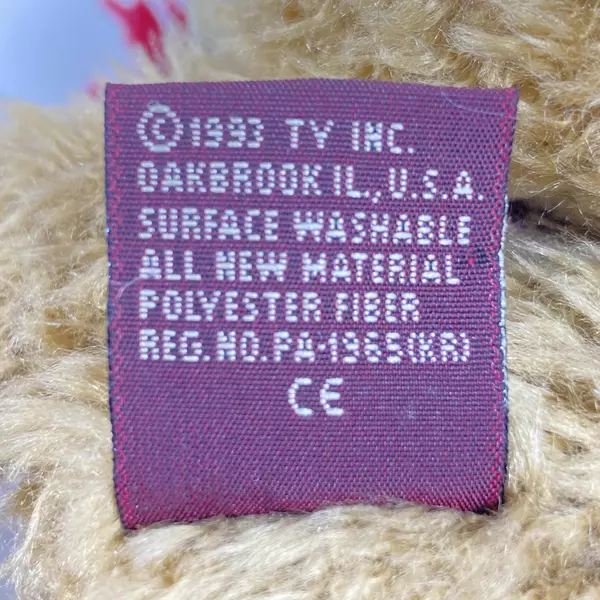 © 1993 TY INC.
OAKBROOK IL., U.S.A.
SURFACE WASHABLE
ALL NEW MATERIAL
POLYESTER FIBER
REG.NO.PA-1965(KR)
CE